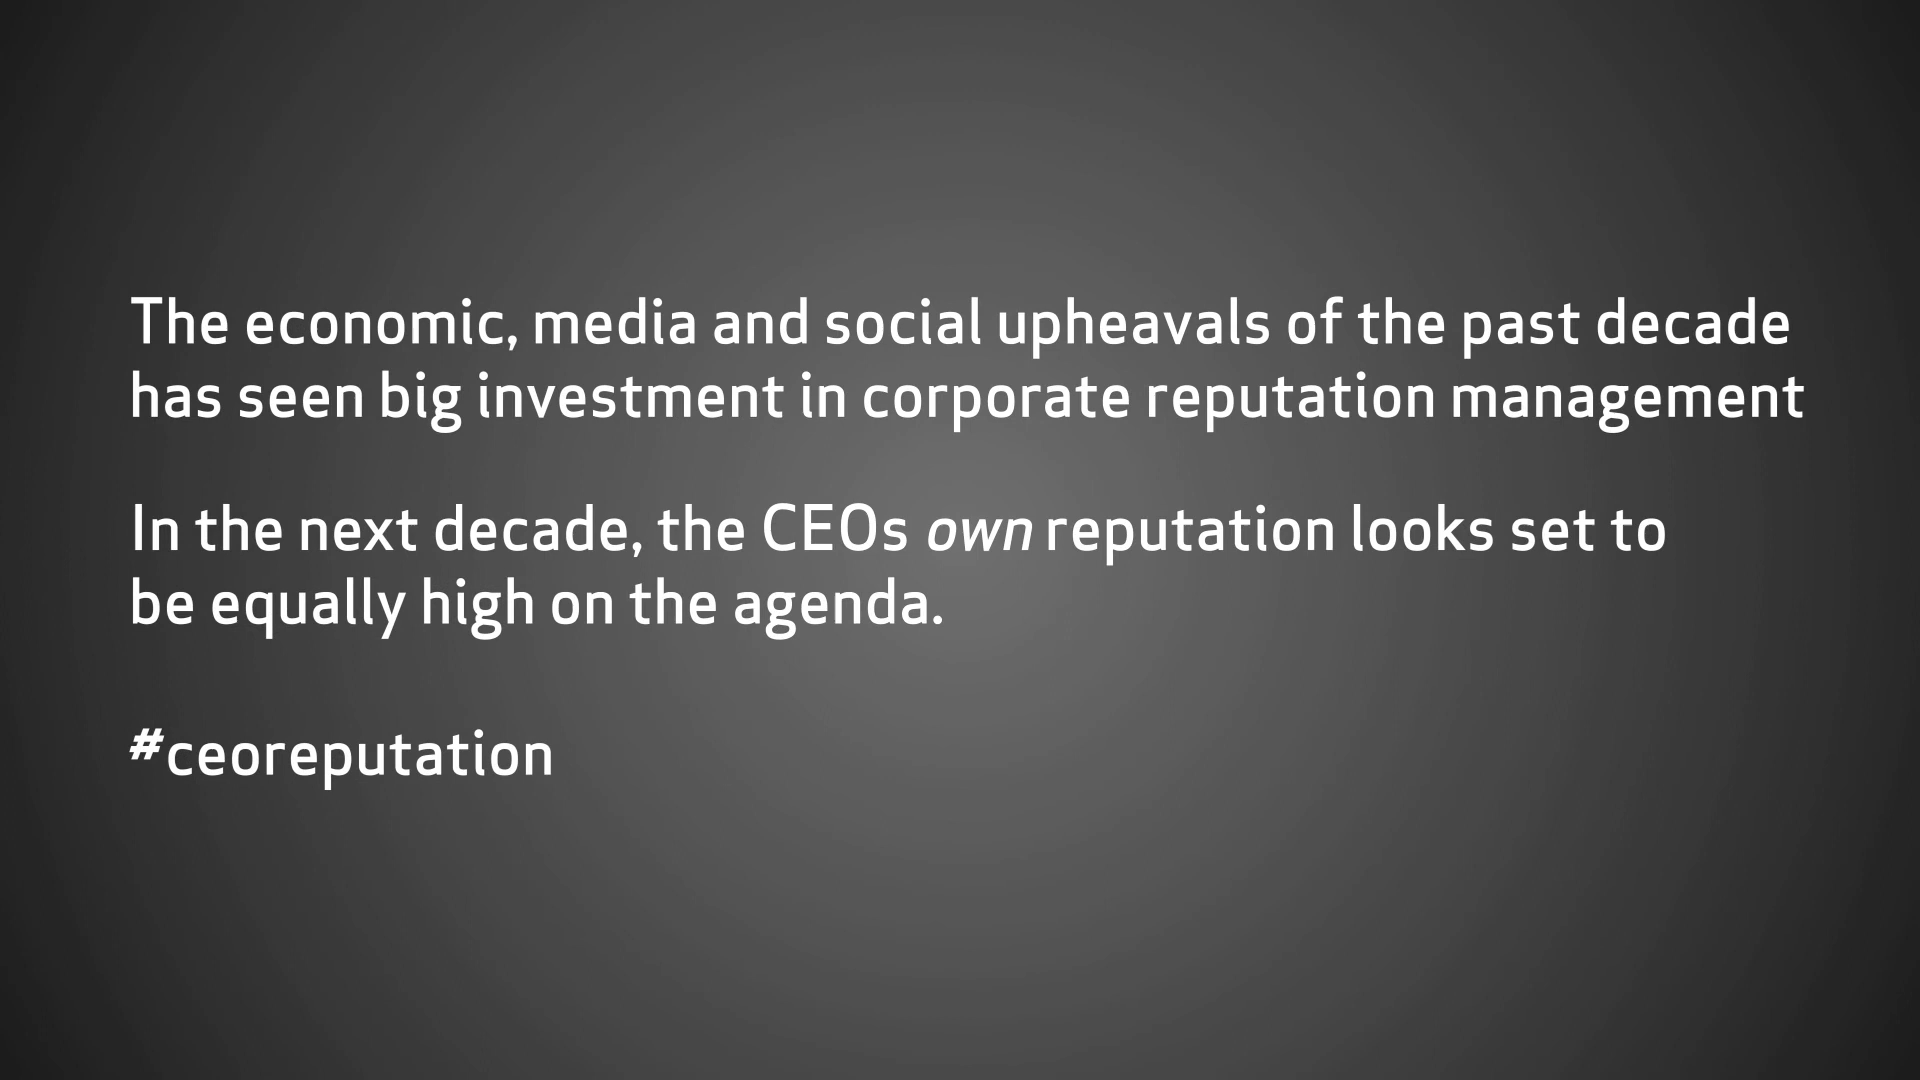 The economic, media and social upheavals of the past decade
has seen big investment in corporate reputation management
In the next decade, the CEOs own reputation looks set to
be equally high on the agenda.
#ceoreputation